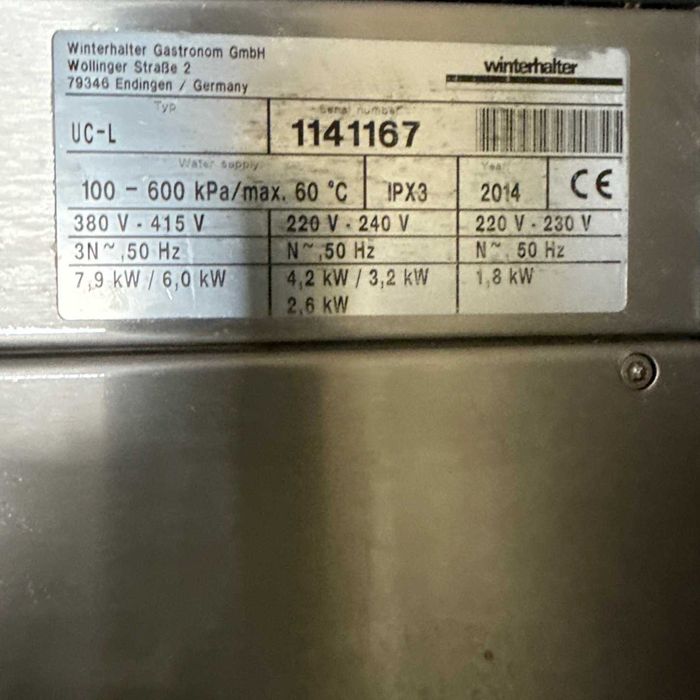 Winterhalter Gastronom GmbH
Wollinger Straße 2
79346 Endingen / Germany
winterhalter
Typ
Serial number
UC-L
1141167
Water supply
Year
100 - 600 kPa/max. 60 °C
IPX3
2014
CE
380 V - 415 V
220 V - 240 V
220 V - 230 V
3N~, 50 Hz
N~, 50 Hz
N~, 50 Hz
7,9 kW / 6,0 kW
4,2 kW / 3,2 kW
1,8 kW
2,6 kW